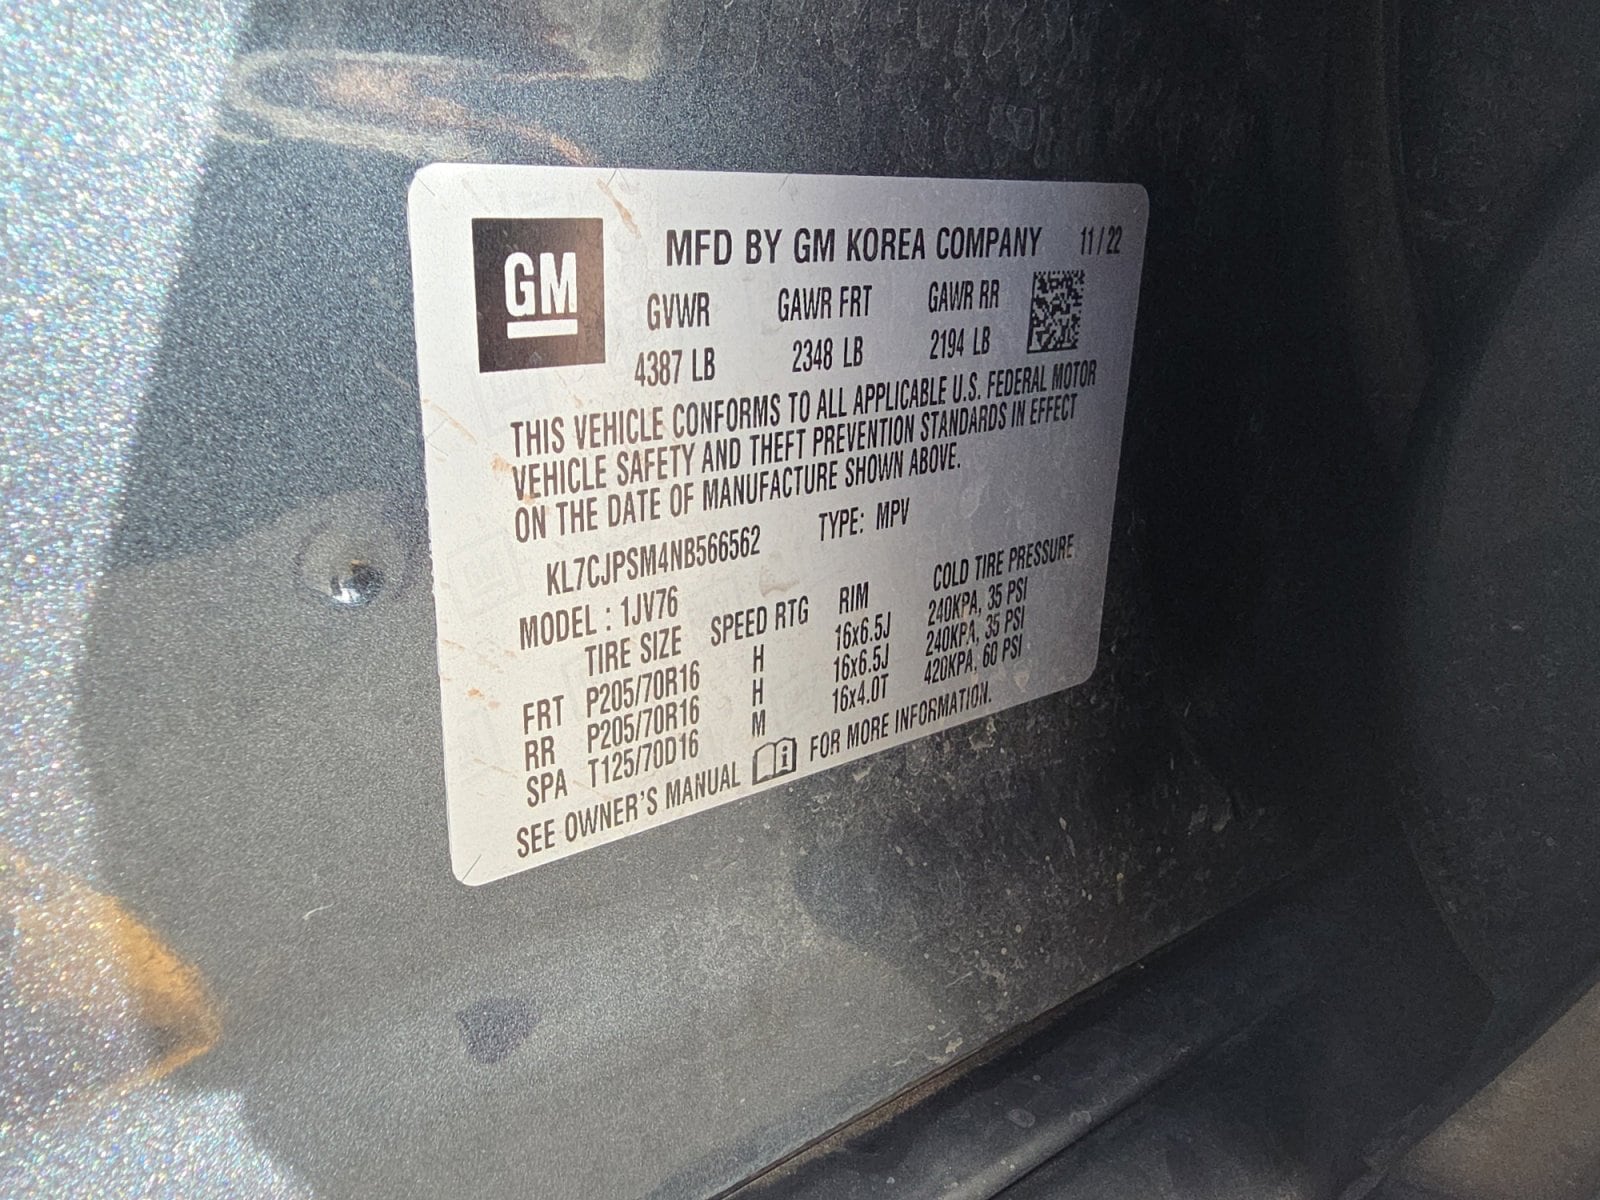 GM
MFD BY GM KOREA COMPANY 11/22
GVWR GAWR FRT GAWR RR
4387 LB 2348 LB 2194 LB
THIS VEHICLE CONFORMS TO ALL APPLICABLE U.S. FEDERAL MOTOR
VEHICLE SAFETY AND THEFT PREVENTION STANDARDS IN EFFECT
ON THE DATE OF MANUFACTURE SHOWN ABOVE.
KL7CJPSM4NB566562 TYPE: MPV
MODEL : 1JV76
TIRE SIZE SPEED RTG RIM COLD TIRE PRESSURE
FRT P205/70R16 H 16x6.5J 240KPA, 35 PSI
RR P205/70R16 H 16x6.5J 240KPA, 35 PSI
SPA T125/70D16 M 16x4.0T 420KPA, 60 PSI
SEE OWNER'S MANUAL FOR MORE INFORMATION.